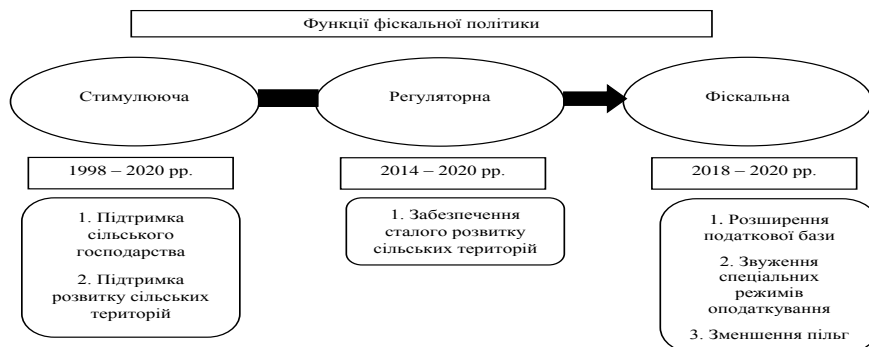 Функції фіскальної політики
Стимулююча
Регуляторна
Фіскальна
1998 – 2020 рр.
2014 – 2020 рр.
2018 – 2020 рр.
1. Підтримка
сільського
господарства
2. Підтримка
розвитку сільських
територій
1. Забезпечення
сталого розвитку
сільських територій
1. Розширення
податкової бази
2. Звуження
спеціальних
режимів
оподаткування
3. Зменшення пільг